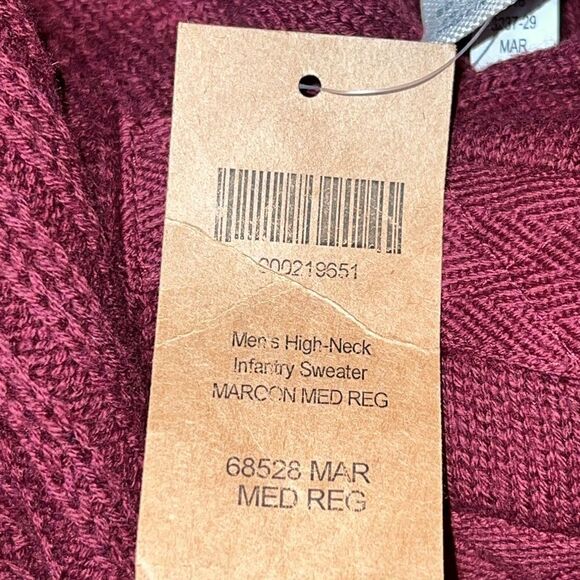 MAR
000219651
Men's High-Neck
Infantry Sweater
MAROON MED REG
68528 MAR
MED REG